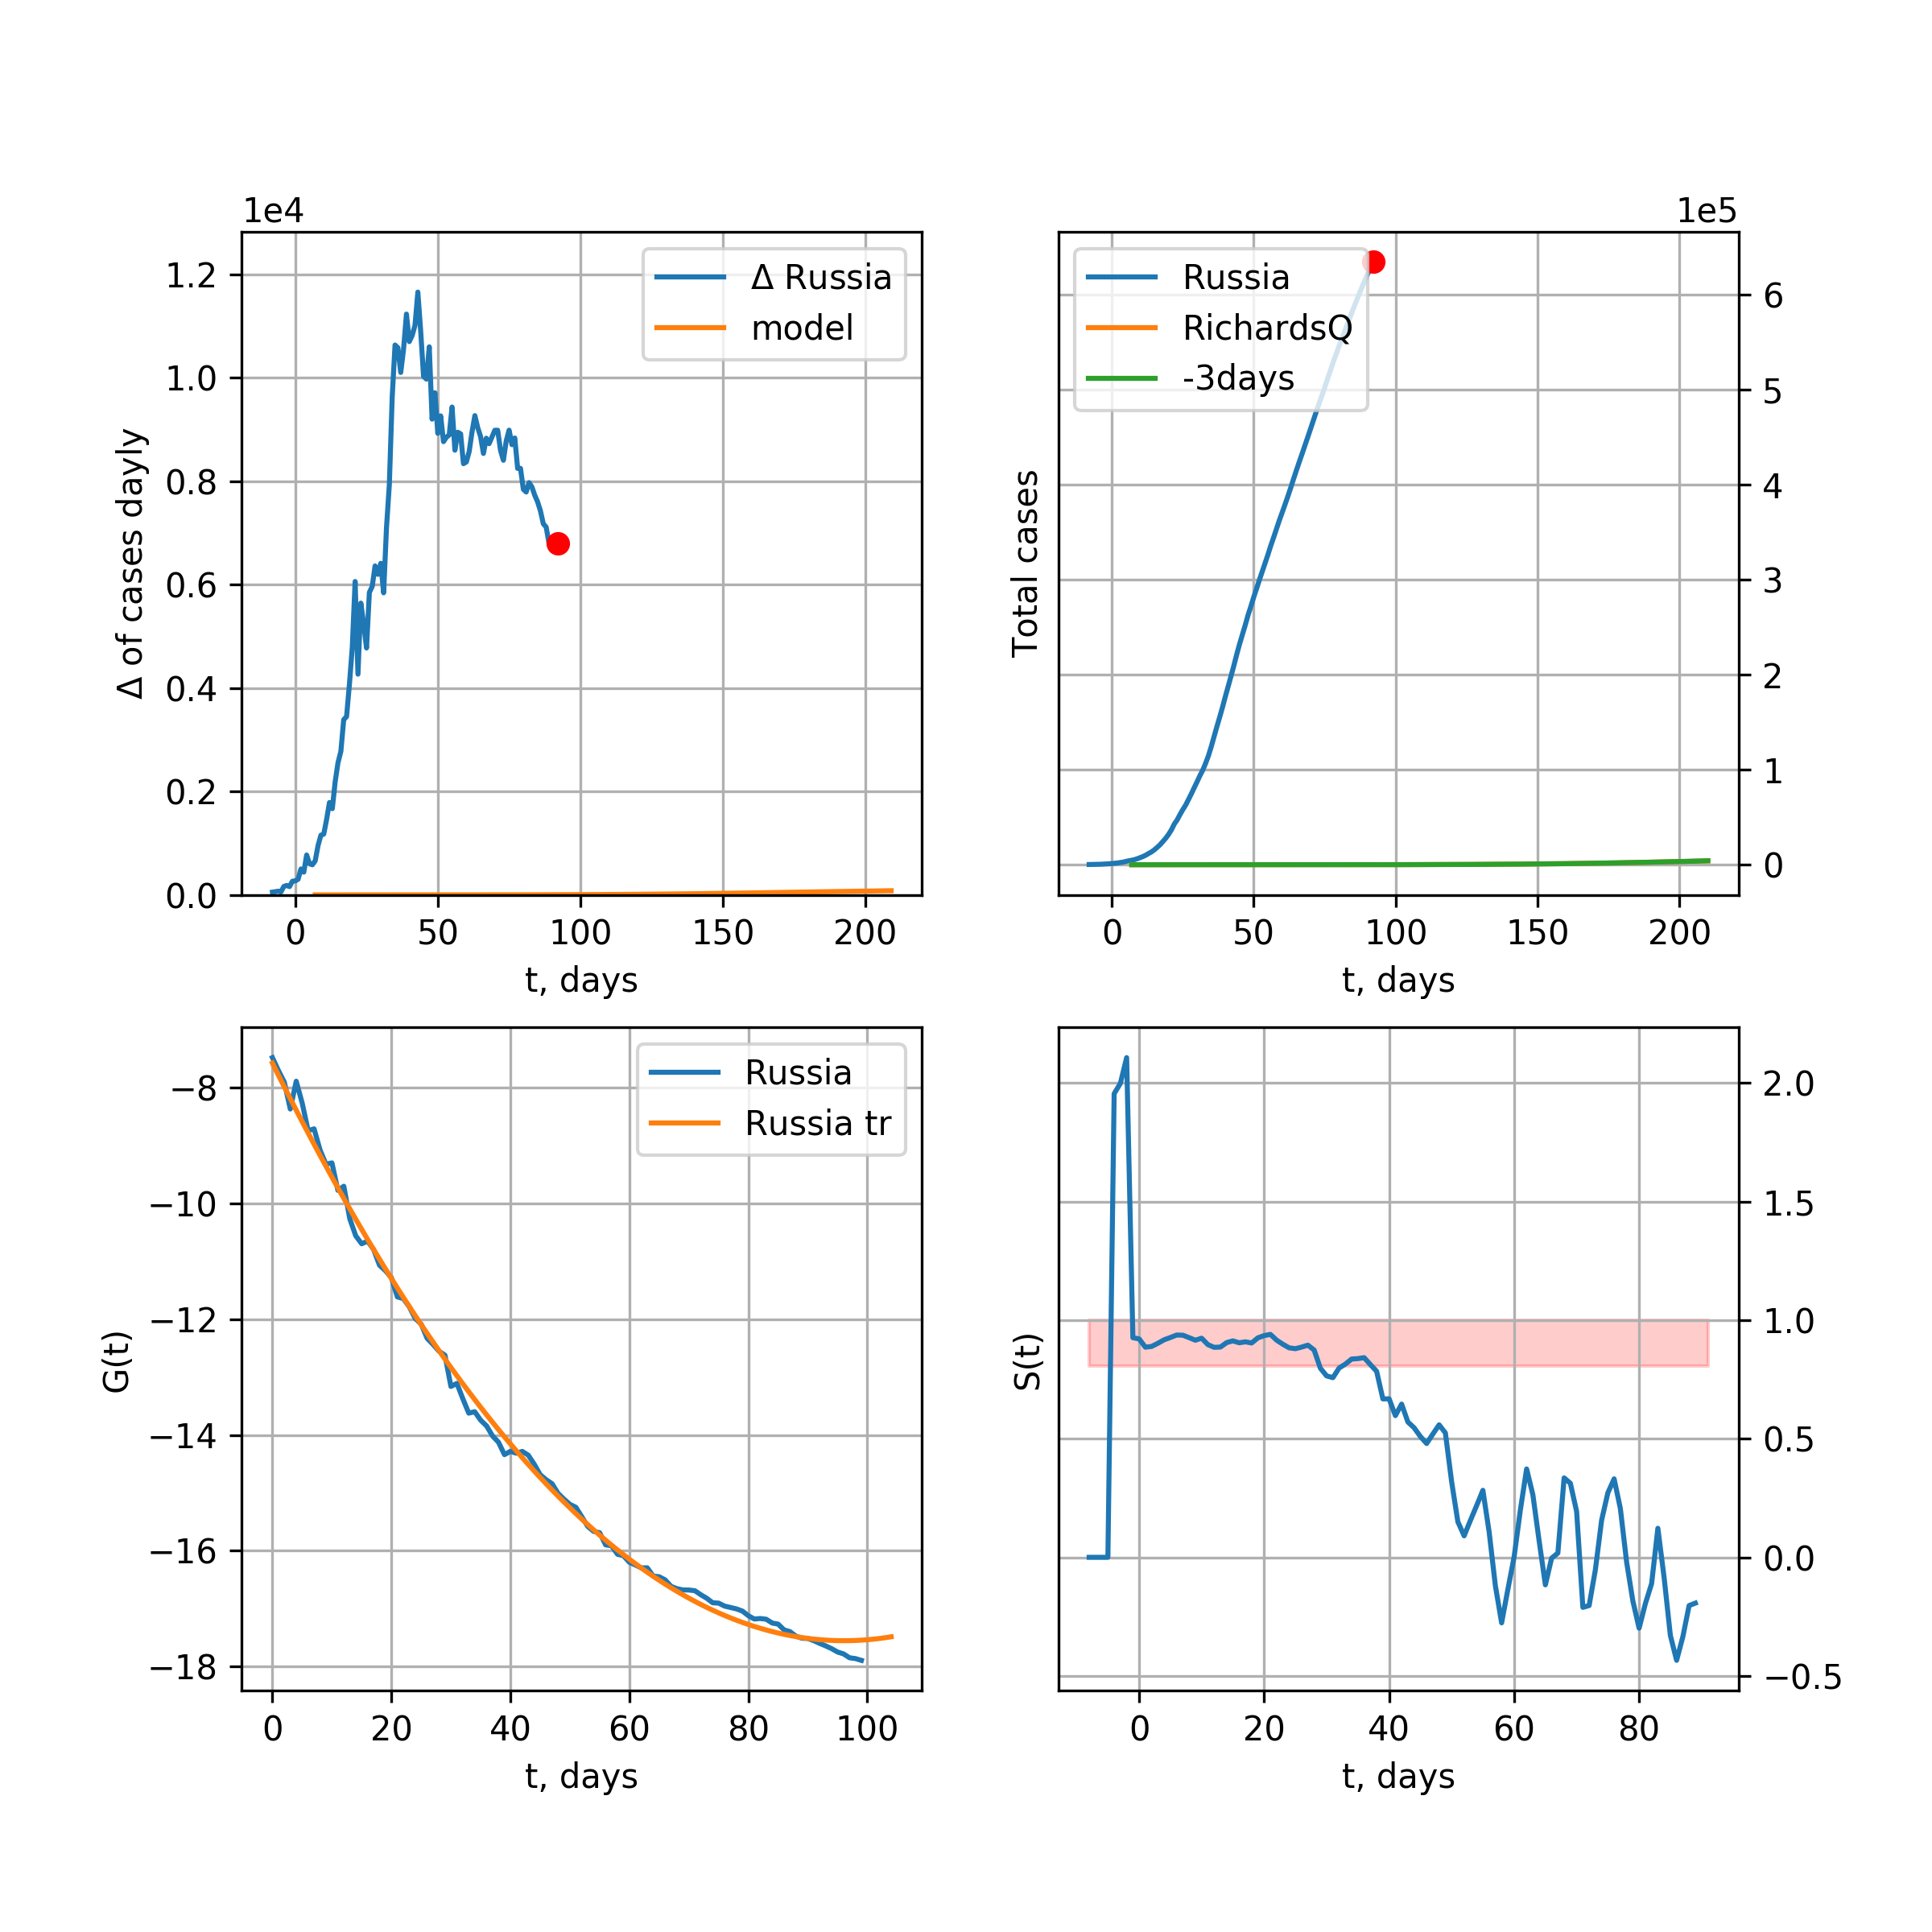 1e4
Δ of cases dayly
1.2
1.0
0.8
0.6
0.4
0.2
0.0
0 50 100 150 200
t, days
Δ Russia
model
1e5
Total cases
6
5
4
3
2
1
0
0 50 100 150 200
t, days
Russia
RichardsQ
-3days
G(t)
−8
−10
−12
−14
−16
−18
0 20 40 60 80 100
t, days
Russia
Russia tr
S(t)
2.0
1.5
1.0
0.5
0.0
−0.5
0 20 40 60 80
t, days